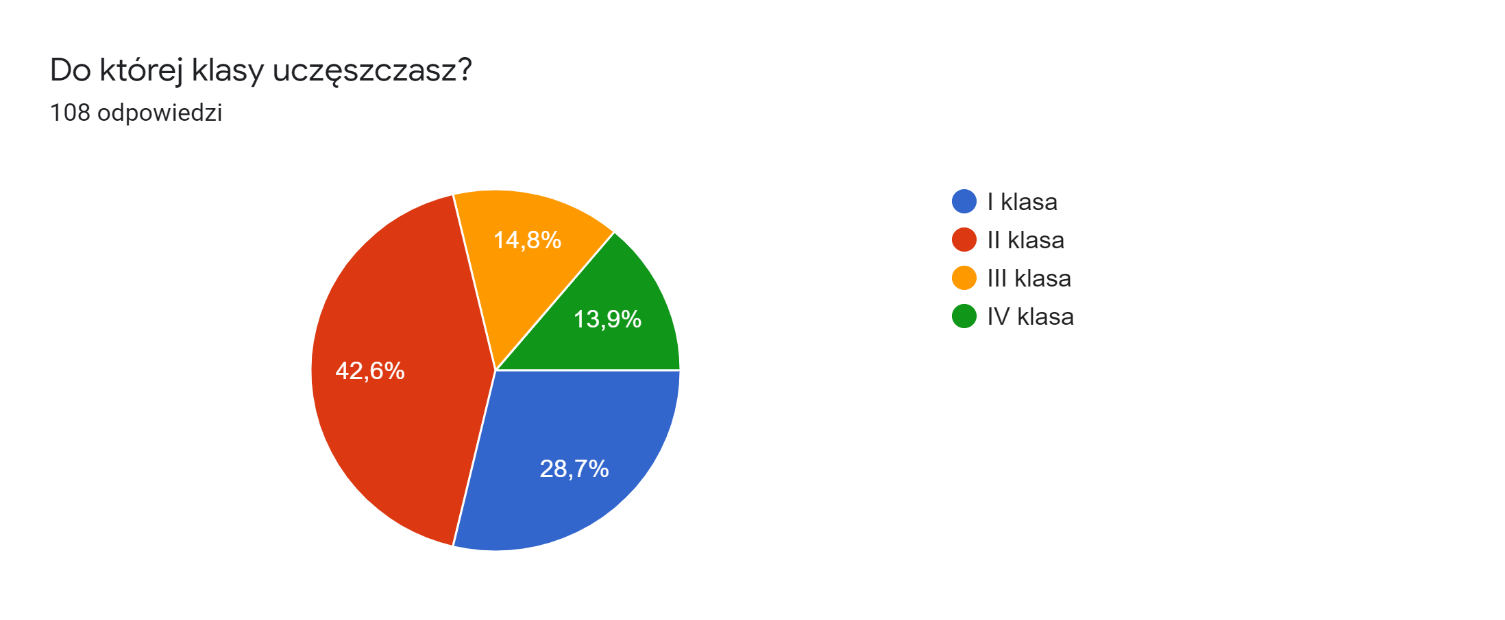 Do której klasy uczęszczasz?
108 odpowiedzi
I klasa
II klasa
III klasa
IV klasa
14,8%
13,9%
42,6%
28,7%